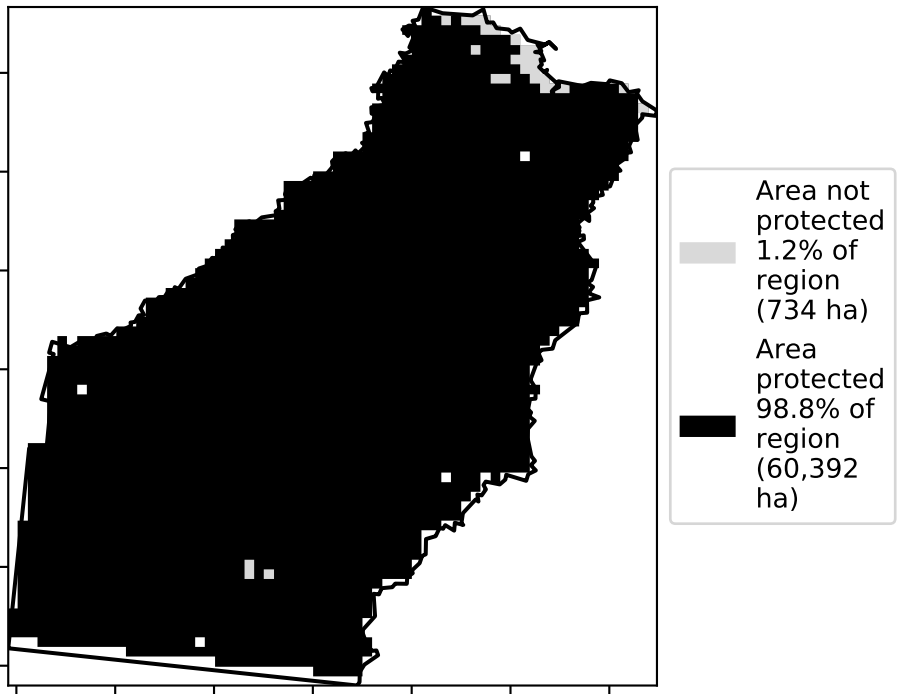 Area not
protected
1.2% of
region
(734 ha)
Area
protected
98.8% of
region
(60,392
ha)